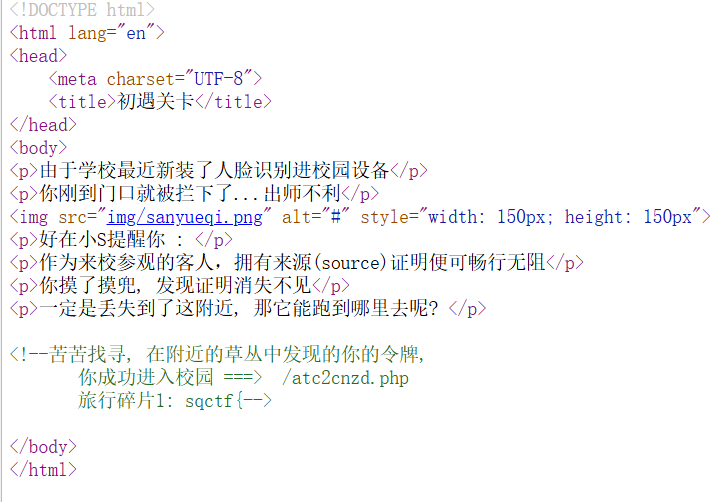 <!DOCTYPE html>
<html lang="en">
<head>
    <meta charset="UTF-8">
    <title>初遇关卡</title>
</head>
<body>
<p>由于学校最近新装了人脸识别进校园设备</p>
<p>你刚到门口就被拦下了...出师不利</p>
<img src="img/sanyueqi.png" alt="#" style="width: 150px; height: 150px">
<p>好在小S提醒你 : </p>
<p>作为来校参观的客人，拥有来源(source)证明便可畅行无阻</p>
<p>你摸了摸兜, 发现证明消失不见</p>
<p>一定是丢失到了这附近, 那它能跑到哪里去呢? </p>
<!--苦苦找寻, 在附近的草丛中发现的你的令牌,
       你成功进入校园 ===>  /atc2cnzd.php
       旅行碎片1: sqctf{-->
</body>
</html>